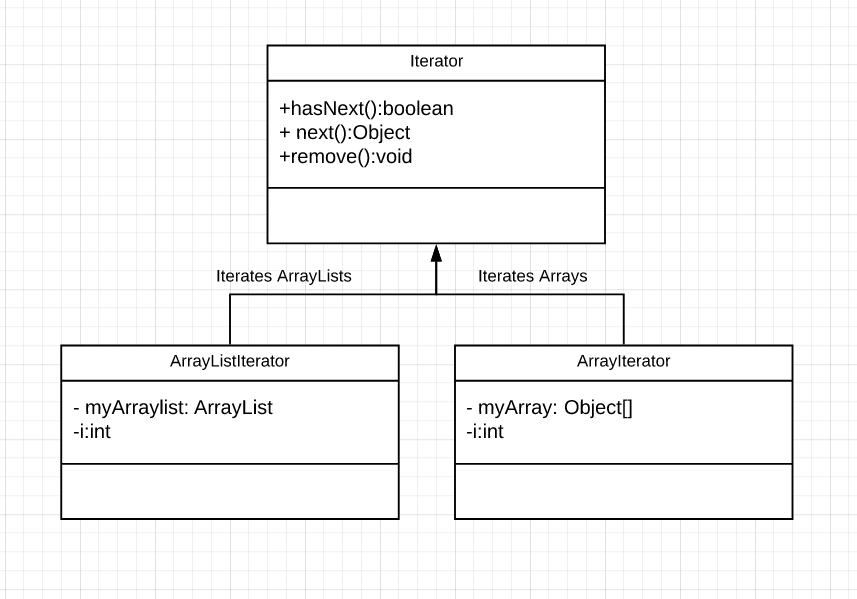 Iterator
+hasNext():boolean
+ next():Object
+remove():void
Iterates ArrayLists
Iterates Arrays
ArrayListIterator
- myArraylist: ArrayList
-i:int
ArrayIterator
- myArray: Object[]
-i:int